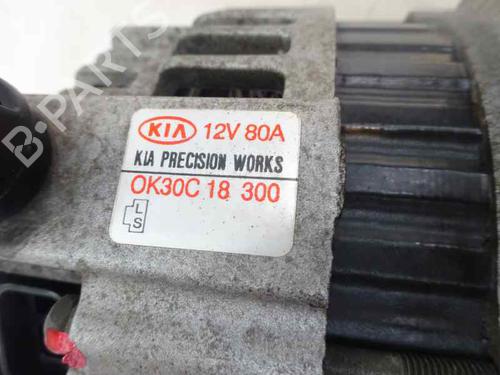 B-PARTS
KIA 12V 80A
KIA PRECISION WORKS
OK30C 18 300
L
S